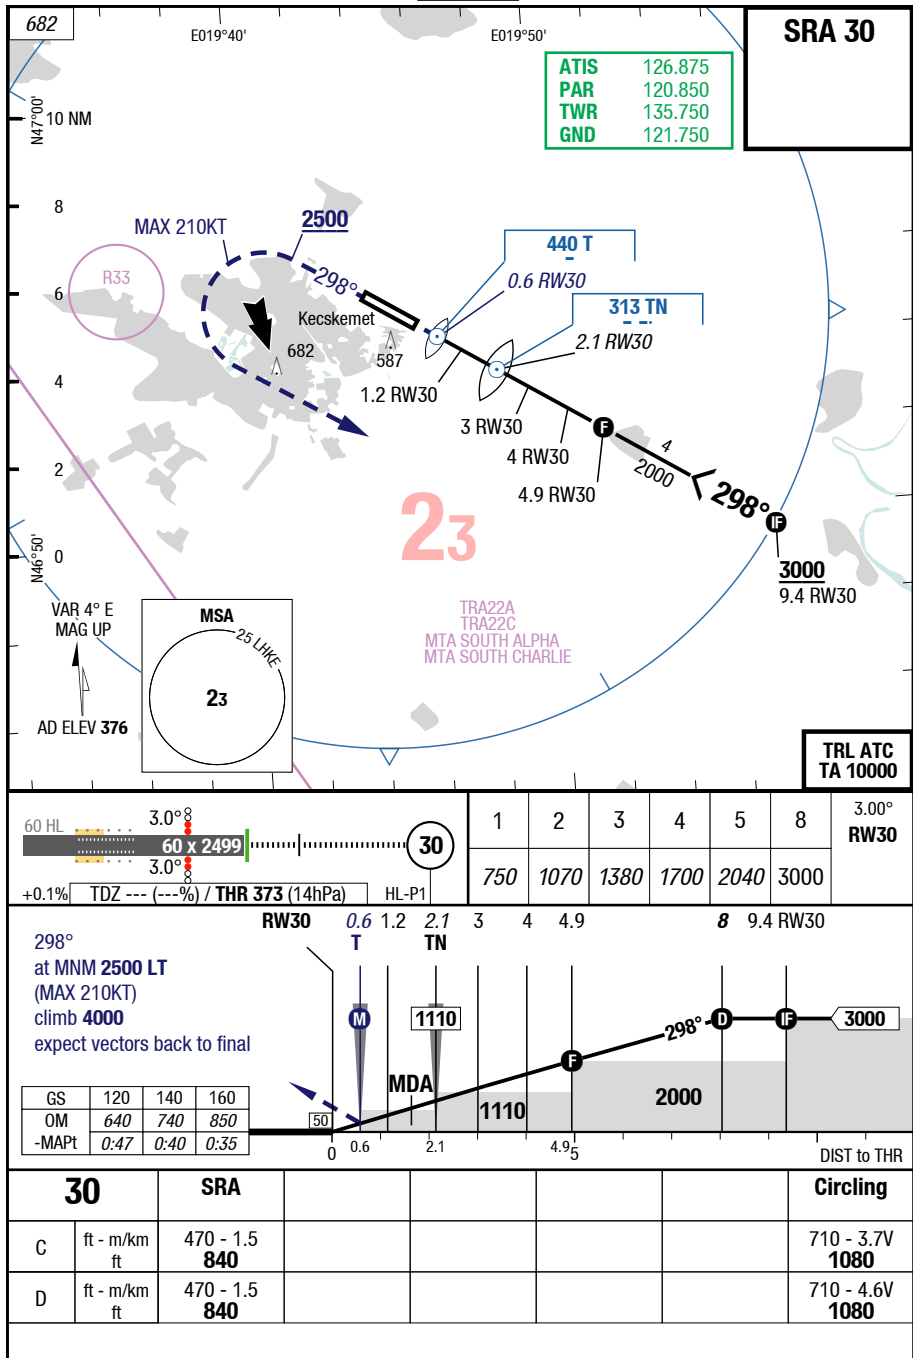 682
E019°40'
E019°50'
SRA 30
ATIS 126.875
PAR 120.850
TWR 135.750
GND 121.750
N47°00'
10 NM
8
MAX 210KT
2500
440 T
R33
298°
0.6 RW30
6
313 TN
Kecskemet
682
587
2.1 RW30
1.2 RW30
4
3 RW30
4 RW30
F
4
2000
2
4.9 RW30
298°
IF
23
N46°50'
0
3000
9.4 RW30
VAR 4° E
MAG UP
MSA
25 LHKE
23
TRA22A
TRA22C
MTA SOUTH ALPHA
MTA SOUTH CHARLIE
AD ELEV 376
TRL ATC
TA 10000
60 HL
3.0°
60 x 2499
3.0°
30
+0.1%
TDZ --- (---%) / THR 373 (14hPa)
HL-P1
1 2 3 4 5 8
3.00°
RW30
750 1070 1380 1700 2040 3000
RW30 0.6 1.2 2.1 3 4 4.9 8 9.4 RW30
T TN
298°
at MNM 2500 LT
(MAX 210KT)
climb 4000
expect vectors back to final
M
1110
298°
D
IF
3000
F
MDA
1110
2000
50
GS 120 140 160
OM 640 740 850
-MAPt 0:47 0:40 0:35
0 0.6 2.1 4.9 5 DIST to THR
30 SRA Circling
C ft - m/km 470 - 1.5 710 - 3.7V
ft 840 1080
D ft - m/km 470 - 1.5 710 - 4.6V
ft 840 1080